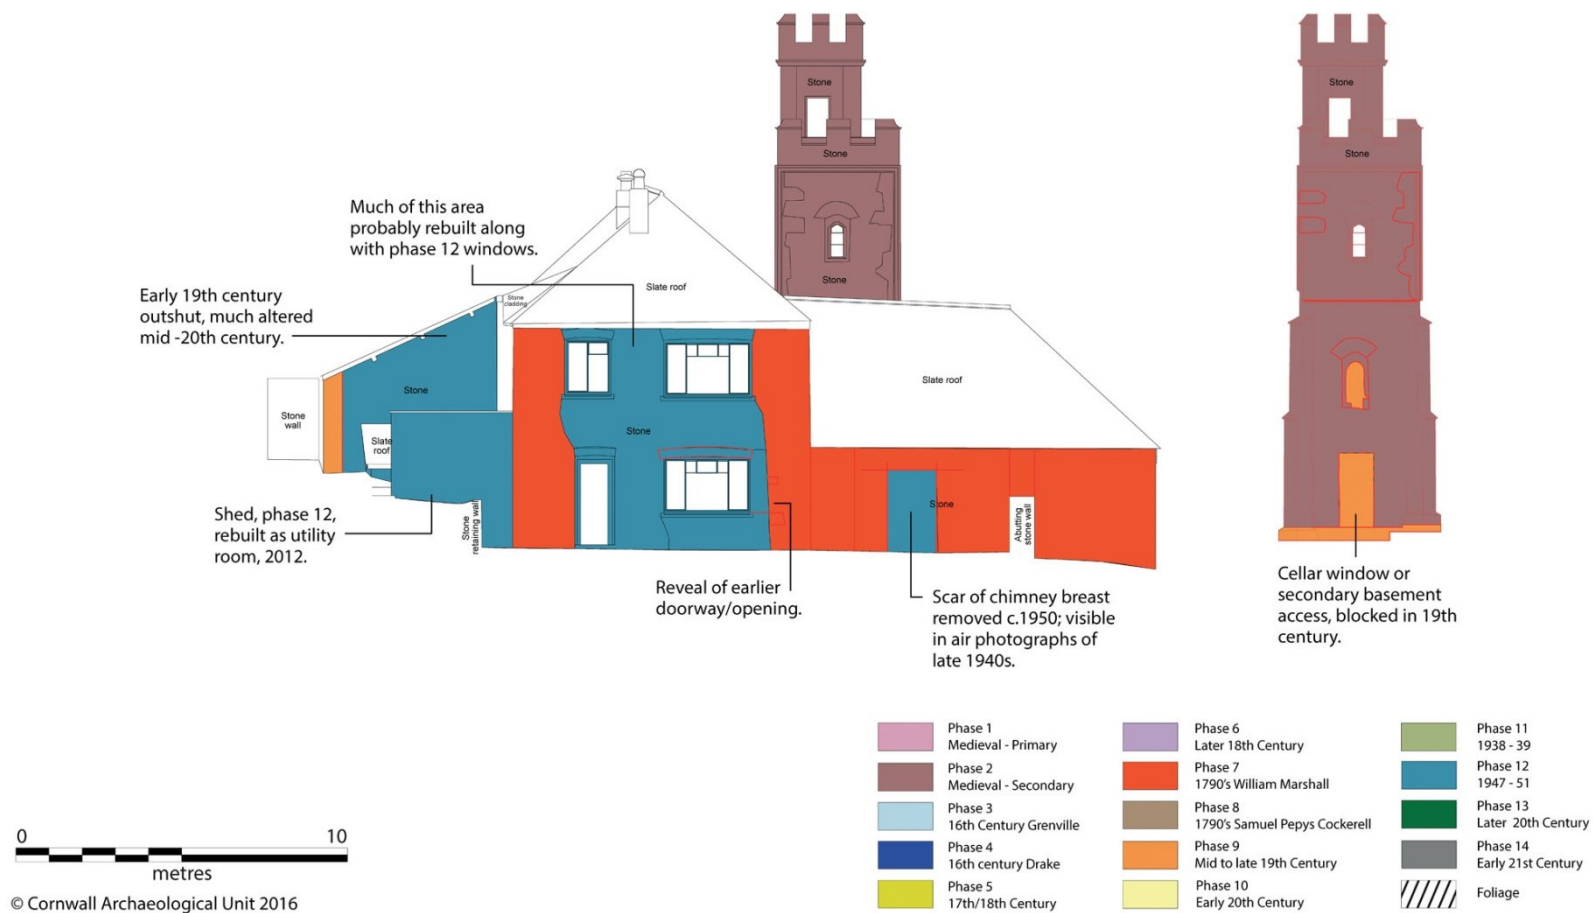 Stone
Stone
Stone
Stone
Stone
Stone
Much of this area
probably rebuilt along
with phase 12 windows.
Early 19th century
outshut, much altered
mid -20th century.
Stone
cladding
Slate roof
Slate roof
Stone
Stone
wall
Slate
roof
Stone
Stone
Shed, phase 12,
rebuilt as utility
room, 2012.
Stone
retaining wall
Abutting
stone wall
Reveal of earlier
doorway/opening.
Scar of chimney breast
removed c.1950; visible
in air photographs of
late 1940s.
Cellar window or
secondary basement
access, blocked in 19th
century.
Phase 1
Medieval - Primary
Phase 2
Medieval - Secondary
Phase 3
16th Century Grenville
Phase 4
16th century Drake
Phase 5
17th/18th Century
Phase 6
Later 18th Century
Phase 7
1790's William Marshall
Phase 8
1790's Samuel Pepys Cockerell
Phase 9
Mid to late 19th Century
Phase 10
Early 20th Century
Phase 11
1938 - 39
Phase 12
1947 - 51
Phase 13
Later 20th Century
Phase 14
Early 21st Century
Foliage
0 10
metres
© Cornwall Archaeological Unit 2016